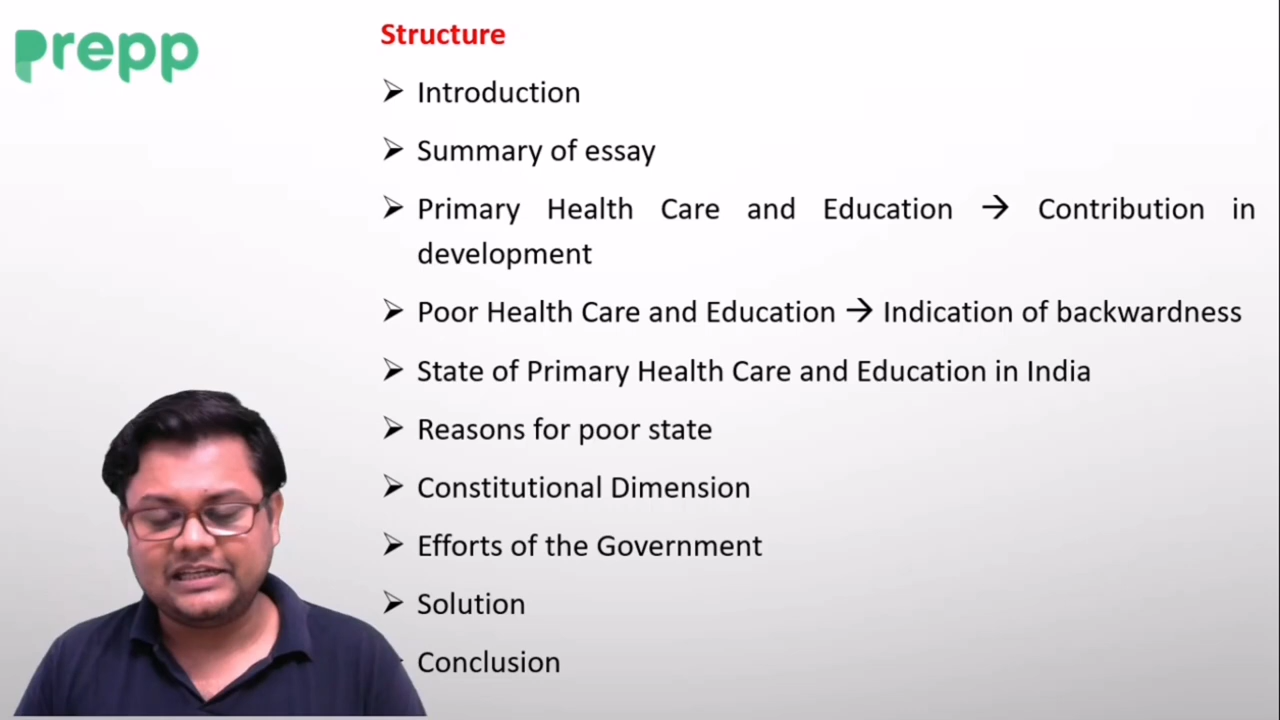 prepp
Structure
➢ Introduction
➢ Summary of essay
➢ Primary Health Care and Education → Contribution in
development
➢ Poor Health Care and Education → Indication of backwardness
➢ State of Primary Health Care and Education in India
➢ Reasons for poor state
➢ Constitutional Dimension
➢ Efforts of the Government
➢ Solution
Conclusion